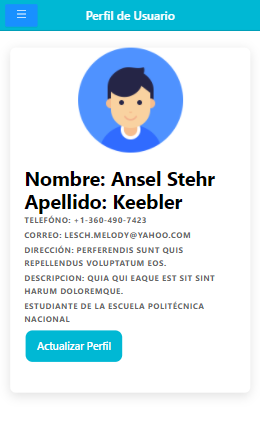 Perfil de Usuario
Nombre: Ansel Stehr
Apellido: Keebler
TELEFÓNO: +1-360-490-7423
CORREO: LESCH.MELODY@YAHOO.COM
DIRECCIÓN: PERFERENDIS SUNT QUIS
REPELLENDUS VOLUPTATUM EOS.
DESCRIPCION: QUIA QUI EAQUE EST SIT SINT
HARUM DOLOREMQUE.
ESTUDIANTE DE LA ESCUELA POLITÉCNICA
NACIONAL
Actualizar Perfil